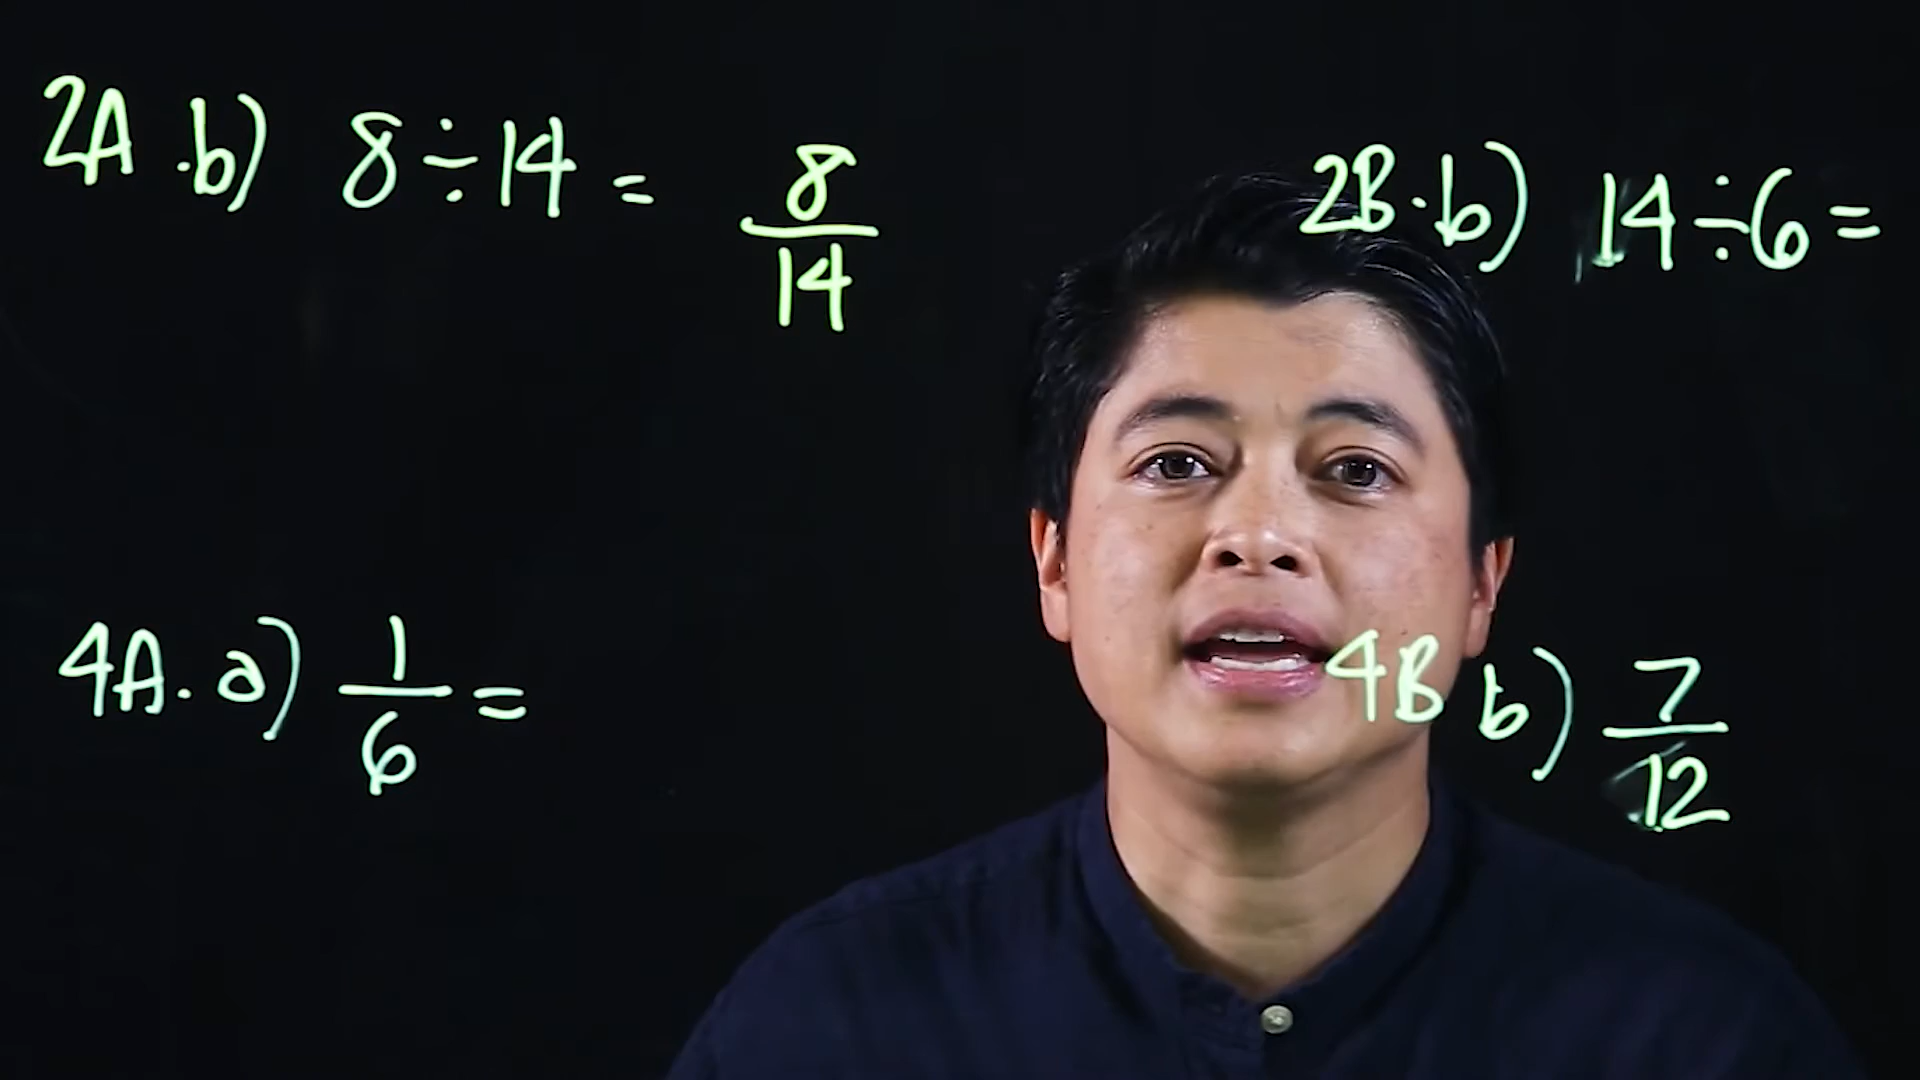 2A.b) 8÷14 = 8/14
2B.b) 14÷6=
4A.a) 1/6 =
4B b) 7/12